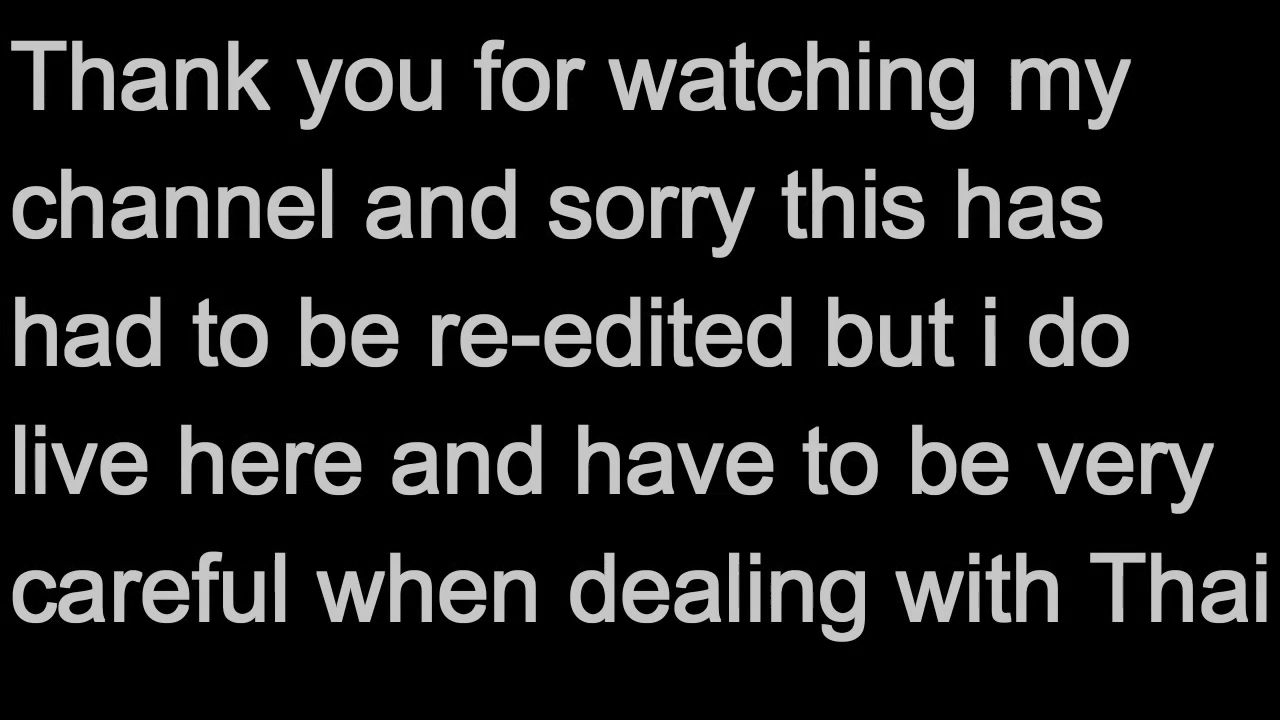 Thank you for watching my
channel and sorry this has
had to be re-edited but i do
live here and have to be very
careful when dealing with Thai